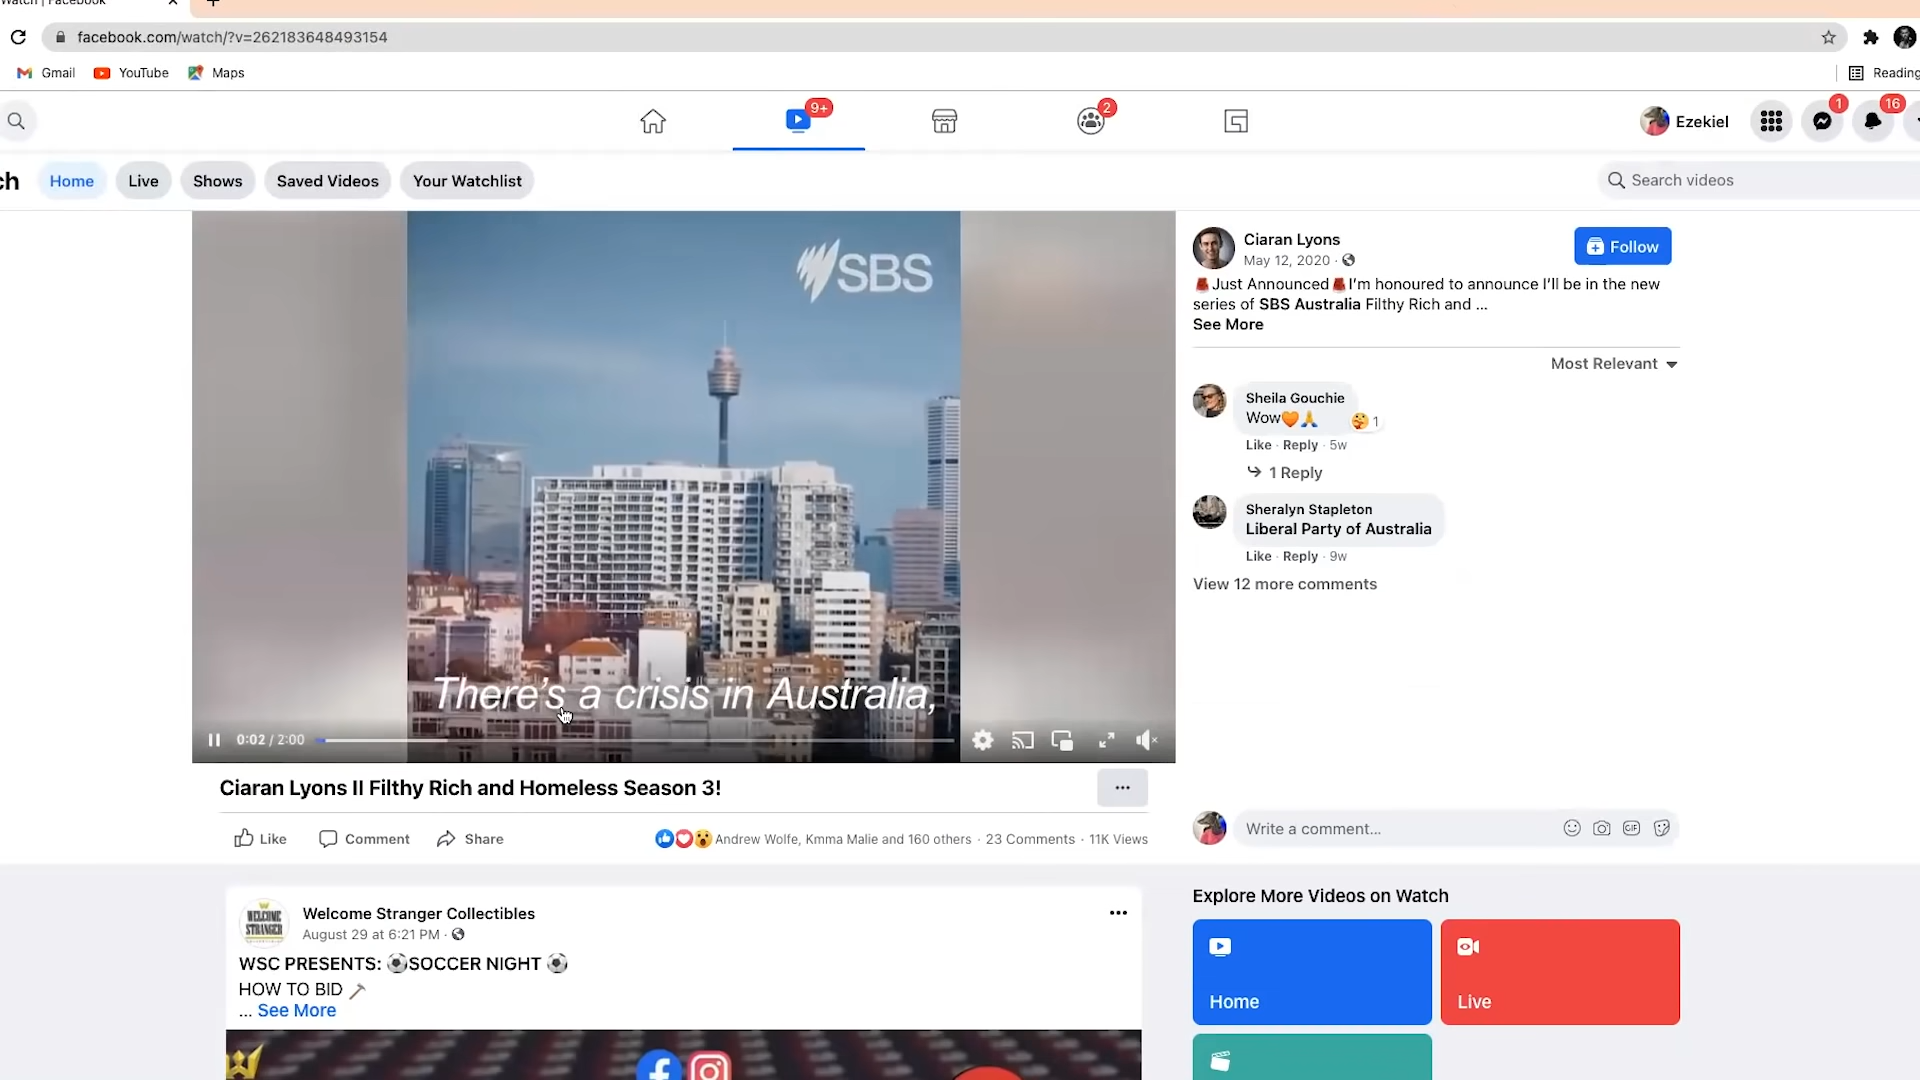 Watch | Facebook
facebook.com/watch/?v=262183648493154
Gmail
YouTube
Maps
Reading
9+
2
Ezekiel
1
16
ch
Home
Live
Shows
Saved Videos
Your Watchlist
Search videos
SBS
There's a crisis in Australia,
0:02 / 2:00
Ciaran Lyons II Filthy Rich and Homeless Season 3!
Like
Comment
Share
Andrew Wolfe, Kmma Malie and 160 others · 23 Comments · 11K Views
Ciaran Lyons
May 12, 2020 ·
Follow
Just Announced I'm honoured to announce I'll be in the new
series of SBS Australia Filthy Rich and ...
See More
Most Relevant
Sheila Gouchie
Wow
1
Like · Reply · 5w
1 Reply
Sheralyn Stapleton
Liberal Party of Australia
Like · Reply · 9w
View 12 more comments
Write a comment...
GIF
WELCOME
STRANGER
Welcome Stranger Collectibles
August 29 at 6:21 PM ·
WSC PRESENTS: SOCCER NIGHT
HOW TO BID
... See More
Explore More Videos on Watch
Home
Live